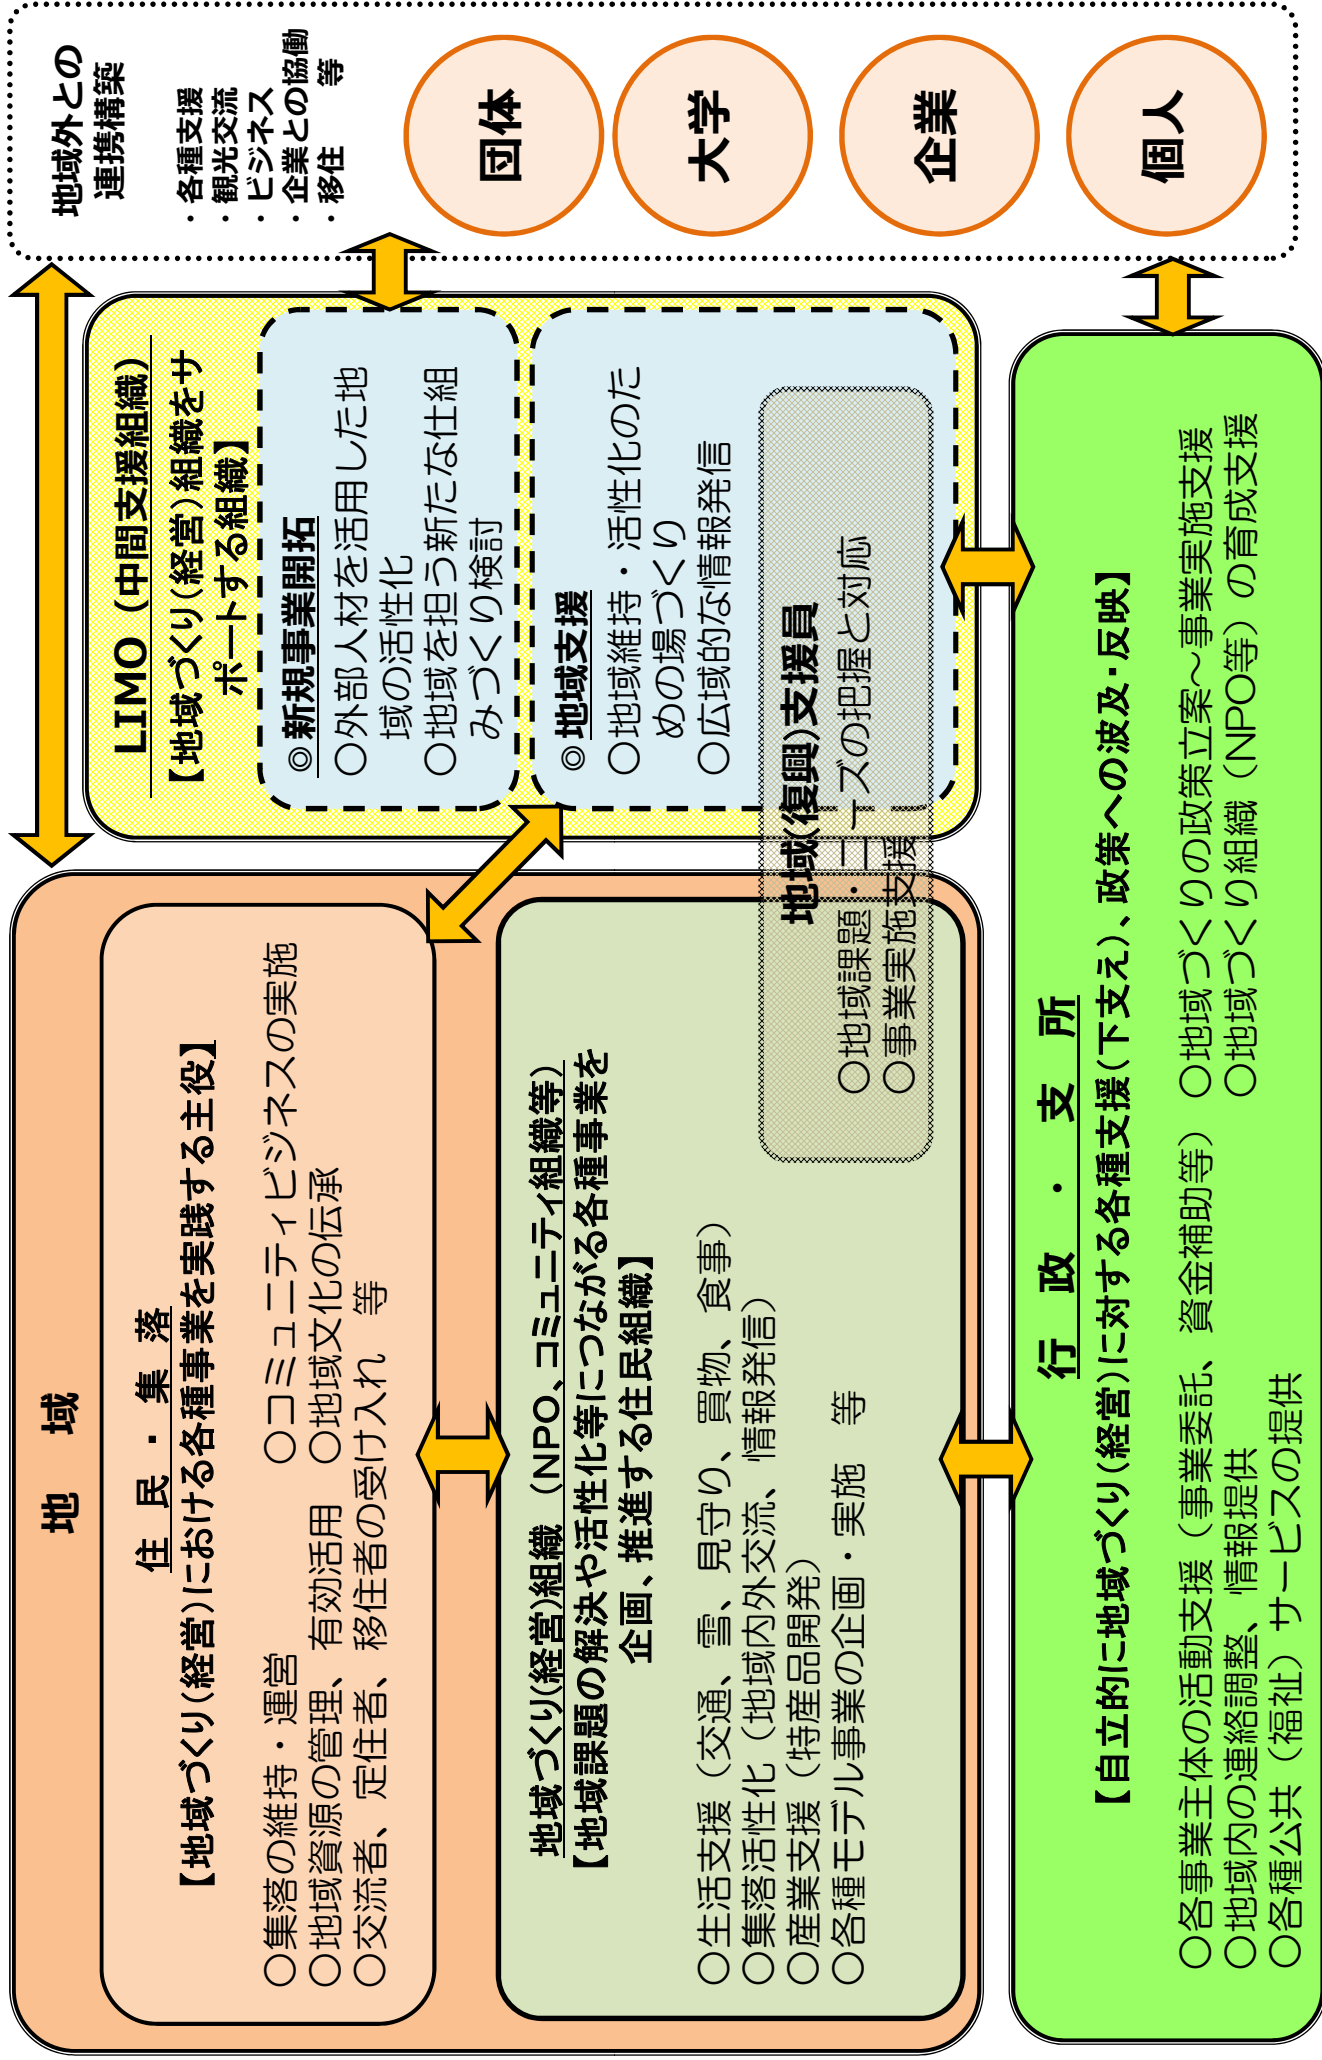 地　域
住　民　・　集　落
【地域づくり(経営)における各種事業を実践する主役】
○集落の維持・運営　○コミュニティビジネスの実施
○地域資源の管理、有効活用　○地域文化の伝承
○交流者、定住者、移住者の受け入れ　等
地域づくり(経営)組織（NPO、コミュニティ組織等）
【地域課題の解決や活性化等につながる各種事業を
企画、推進する住民組織】
○生活支援（交通、雪、見守り、買物、食事）
○集落活性化（地域内外交流、情報発信）
○産業支援（特産品開発）
○各種モデル事業の企画・実施　等
LIMO（中間支援組織）
【地域づくり(経営)組織をサ
ポートする組織】
◎新規事業開拓
○外部人材を活用した地
域の活性化
○地域を担う新たな仕組
みづくり検討
◎地域支援
○地域維持・活性化のた
めの場づくり
○広域的な情報発信
地域(復興)支援員
○地域課題・ニーズの把握と対応
○事業実施支援
地域外との
連携構築
・各種支援
・観光交流
・ビジネス
・企業との協働
・移住　等
団体
大学
企業
個人
行　政　・　支　所
【自立的に地域づくり(経営)に対する各種支援(下支え)、政策への波及・反映】
○各事業主体の活動支援（事業委託、資金補助等）　○地域づくりの政策立案～事業実施支援
○地域内の連絡調整、情報提供　○地域づくり組織（NPO等）の育成支援
○各種公共（福祉）サービスの提供